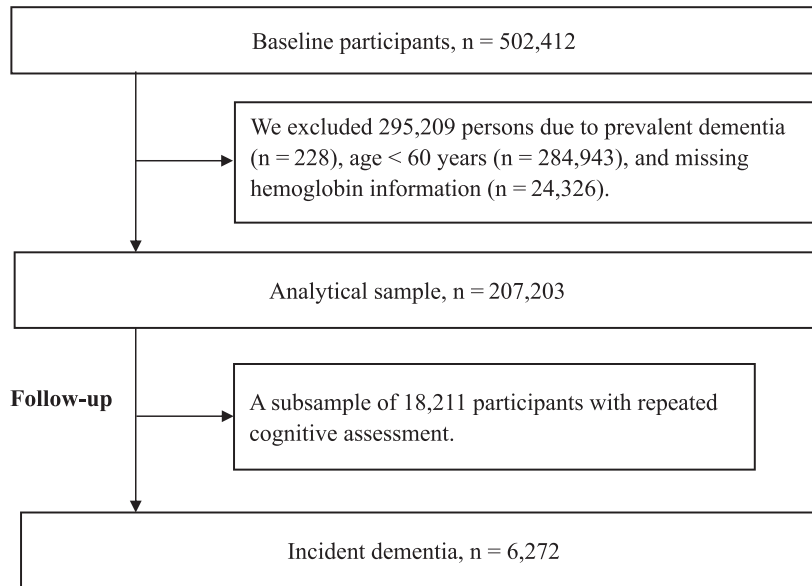 Baseline participants, n = 502,412
We excluded 295,209 persons due to prevalent dementia
(n = 228), age < 60 years (n = 284,943), and missing
hemoglobin information (n = 24,326).
Analytical sample, n = 207,203
Follow-up
A subsample of 18,211 participants with repeated
cognitive assessment.
Incident dementia, n = 6,272